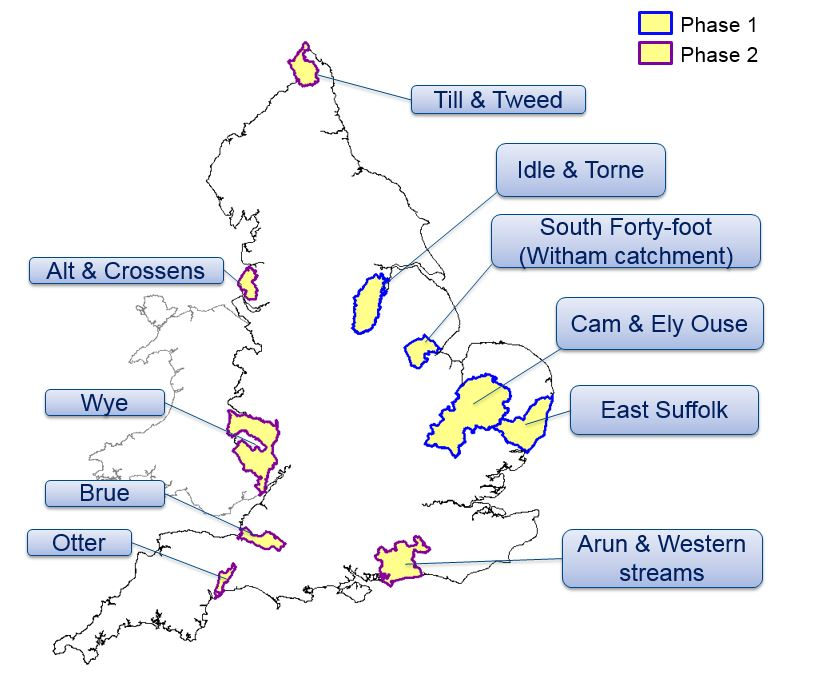 Phase 1
Phase 2
Till & Tweed
Idle & Torne
South Forty-foot
(Witham catchment)
Alt & Crossens
Cam & Ely Ouse
Wye
East Suffolk
Brue
Otter
Arun & Western
streams